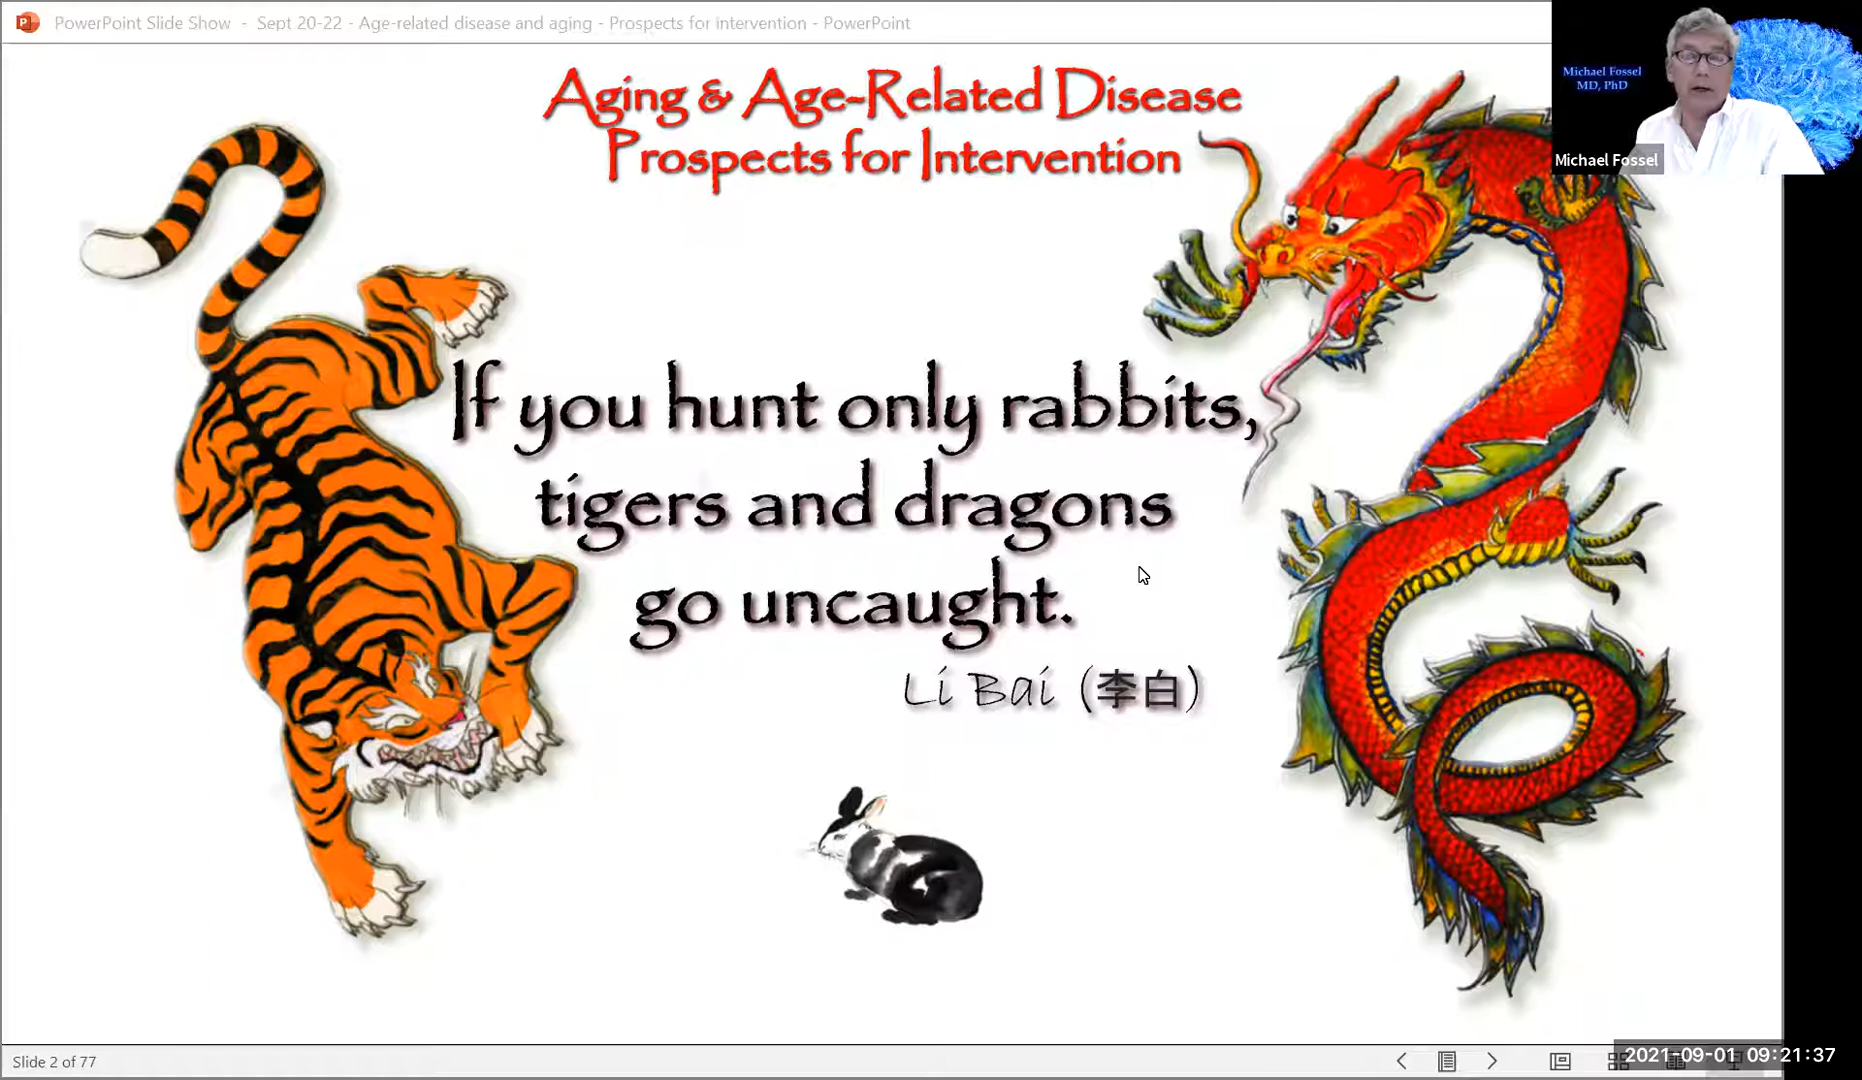 PowerPoint Slide Show - Sept 20-22 - Age-related disease and aging - Prospects for intervention - PowerPoint
Michael Fossel
MD, PhD
Michael Fossel
Aging & Age-Related Disease
Prospects for Intervention
If you hunt only rabbits,
tigers and dragons
go uncaught.
Li Bai (李白)
Slide 2 of 77
2021-09-01 09:21:37